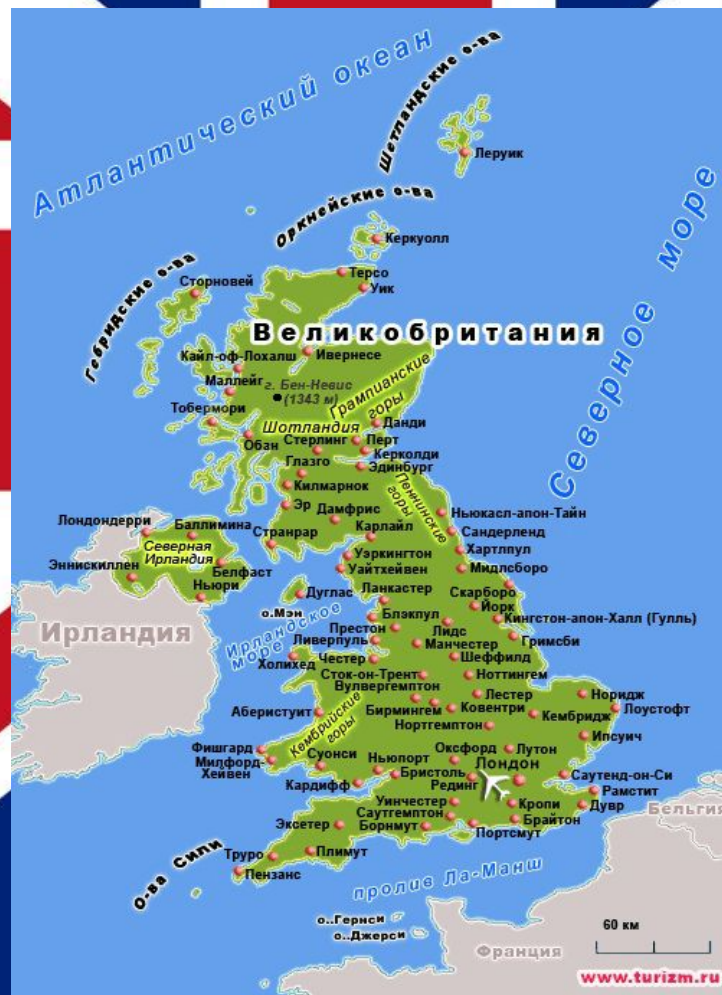 Атлантический океан
Шетландские о-ва
Леруик
Оркнейские о-ва
Керкуолл
Северное море
Гебридские о-ва
Сторновей
Терсо
Уик
Великобритания
Кайл-оф-Лохалш
Ивернесе
Маллейг
г. Бен-Невис
(1343 м)
Грампианские
горы
Тобермори
Шотландия
Данди
Обан
Стерлинг
Перт
Керколди
Глазго
Эдинбург
Килмарнок
Пеннинские
горы
Эр
Дамфрис
Ньюкасл-апон-Тайн
Лондондерри
Баллимина
Странрар
Карлайл
Сандерленд
Северная
Ирландия
Уэркингтон
Хартлпул
Эннискиллен
Белфаст
Уайтхейвен
Мидлсборо
Ньюри
Дуглас
Ланкастер
Скарборо
о.Мэн
Йорк
Ирландия
Ирландское
море
Блэкпул
Кингстон-апон-Халл (Гулль)
Престон
Лидс
Гримсби
Ливерпуль
Манчестер
Холихед
Честер
Шеффилд
Сток-он-Трент
Ноттингем
Вулвергемптон
Лестер
Норидж
Аберистуит
Бирмингем
Ковентри
Лоустофт
Кембрийские
горы
Нортгемптон
Кембридж
Ипсуич
Фишгард
Оксфорд
Лутон
Милфорд-
Хейвен
Суонси
Ньюпорт
Лондон
Кардифф
Бристоль
Рединг
Саутенд-он-Си
Рамстит
Уинчестер
Кропи
Дувр
Бельгия
Саутгемптон
Брайтон
Эксетер
Борнмут
Портсмут
О-ва Сили
Труро
Плимут
Пензанс
пролив Ла-Манш
о..Гернси
о..Джерси
60 км
Франция
www.turizm.ru